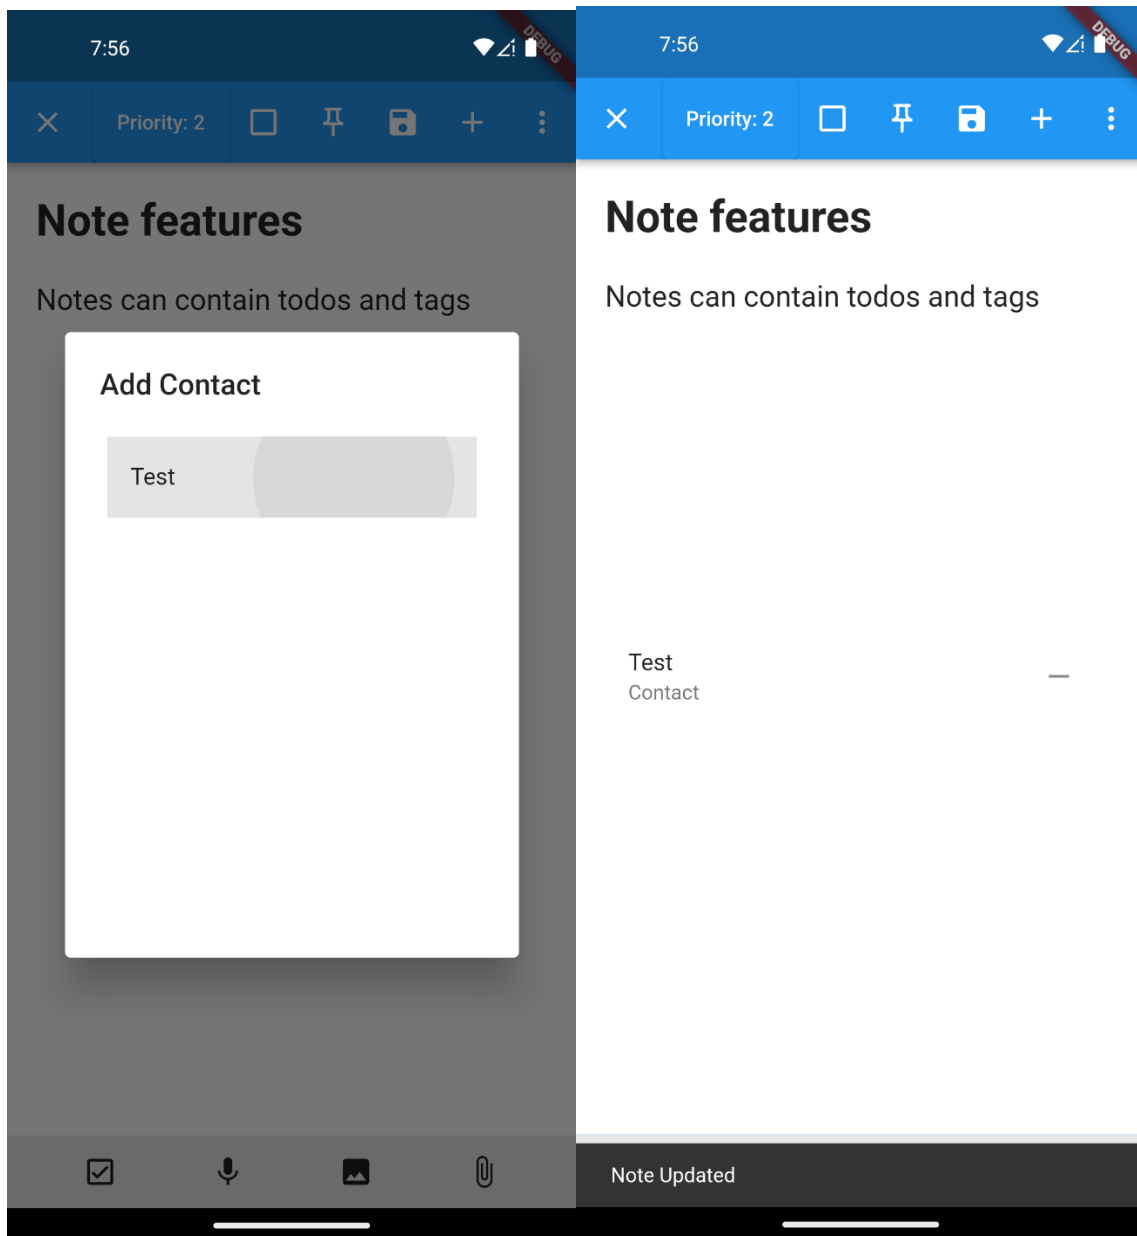 7:56
DEBUG
Priority: 2
Note features
Notes can contain todos and tags
Add Contact
Test
7:56
DEBUG
Priority: 2
Note features
Notes can contain todos and tags
Test
Contact
Note Updated